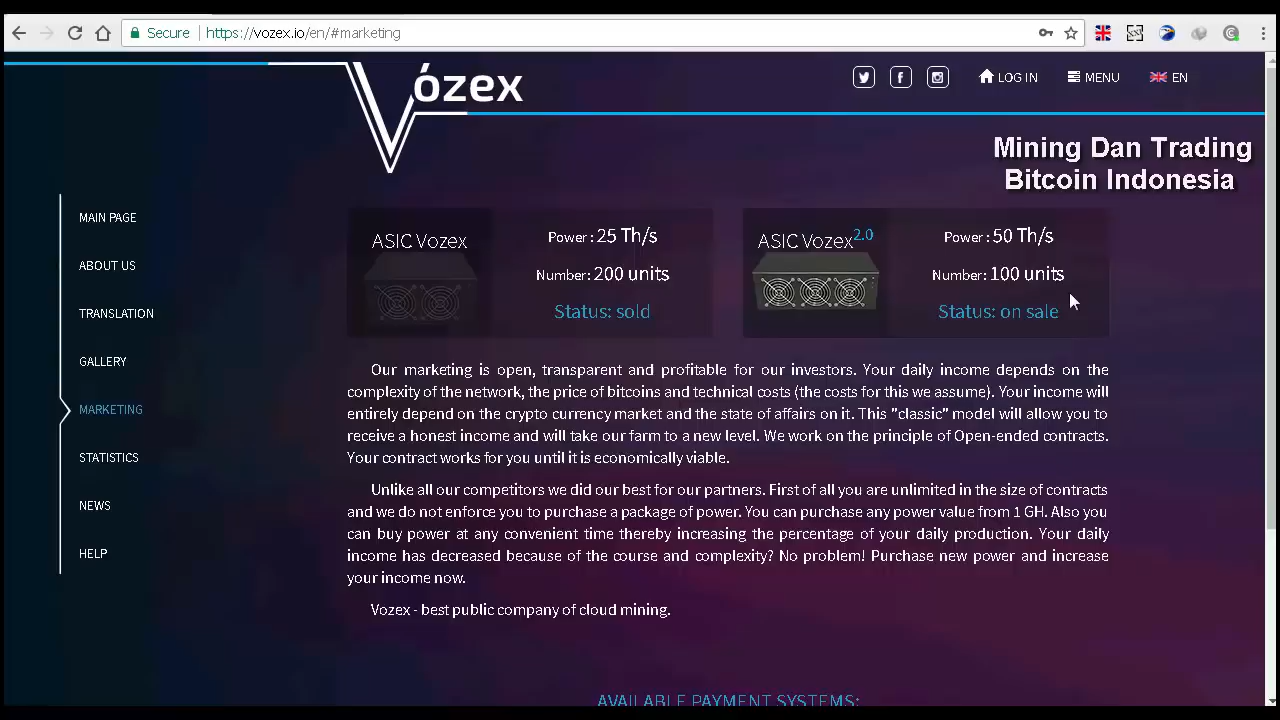 Secure https://vozex.io/en/#marketing
Vózex
LOG IN MENU EN
Mining Dan Trading
Bitcoin Indonesia
MAIN PAGE
ABOUT US
TRANSLATION
GALLERY
MARKETING
STATISTICS
NEWS
HELP
ASIC Vozex
Power : 25 Th/s
Number: 200 units
Status: sold
ASIC Vozex 2.0
Power : 50 Th/s
Number: 100 units
Status: on sale
Our marketing is open, transparent and profitable for our investors. Your daily income depends on the
complexity of the network, the price of bitcoins and technical costs (the costs for this we assume). Your income will
entirely depend on the crypto currency market and the state of affairs on it. This "classic" model will allow you to
receive a honest income and will take our farm to a new level. We work on the principle of Open-ended contracts.
Your contract works for you until it is economically viable.
Unlike all our competitors we did our best for our partners. First of all you are unlimited in the size of contracts
and we do not enforce you to purchase a package of power. You can purchase any power value from 1 GH. Also you
can buy power at any convenient time thereby increasing the percentage of your daily production. Your daily
income has decreased because of the course and complexity? No problem! Purchase new power and increase
your income now.
Vozex - best public company of cloud mining.
AVAILABLE PAYMENT SYSTEMS: